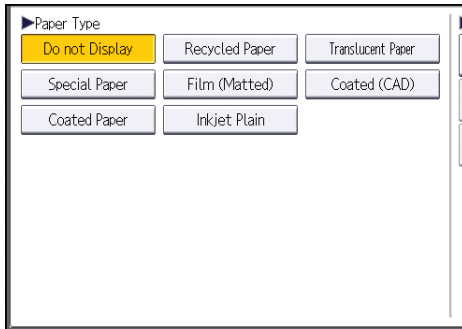 ▶Paper Type
Do not Display Recycled Paper Translucent Paper
Special Paper Film (Matted) Coated (CAD)
Coated Paper Inkjet Plain